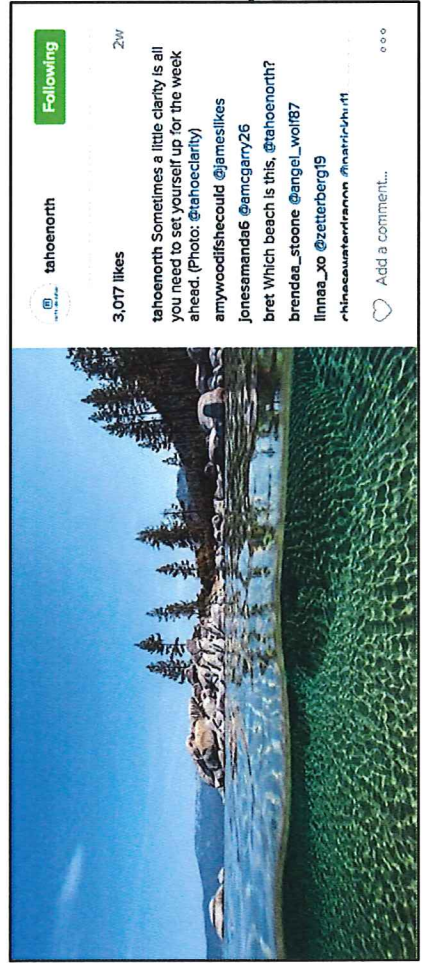 tahoenorth
Following
3,017 likes
2w
tahoenorth Sometimes a little clarity is all
you need to set yourself up for the week
ahead. (Photo: @tahoeclarity)
amywoodifshecould @jameslikes
jonesamanda6 @amcgarry26
bret Which beach is this, @tahoenorth?
brendaa_stoone @angel_wolf87
linnaa_xo @zetterberg19
Add a comment...